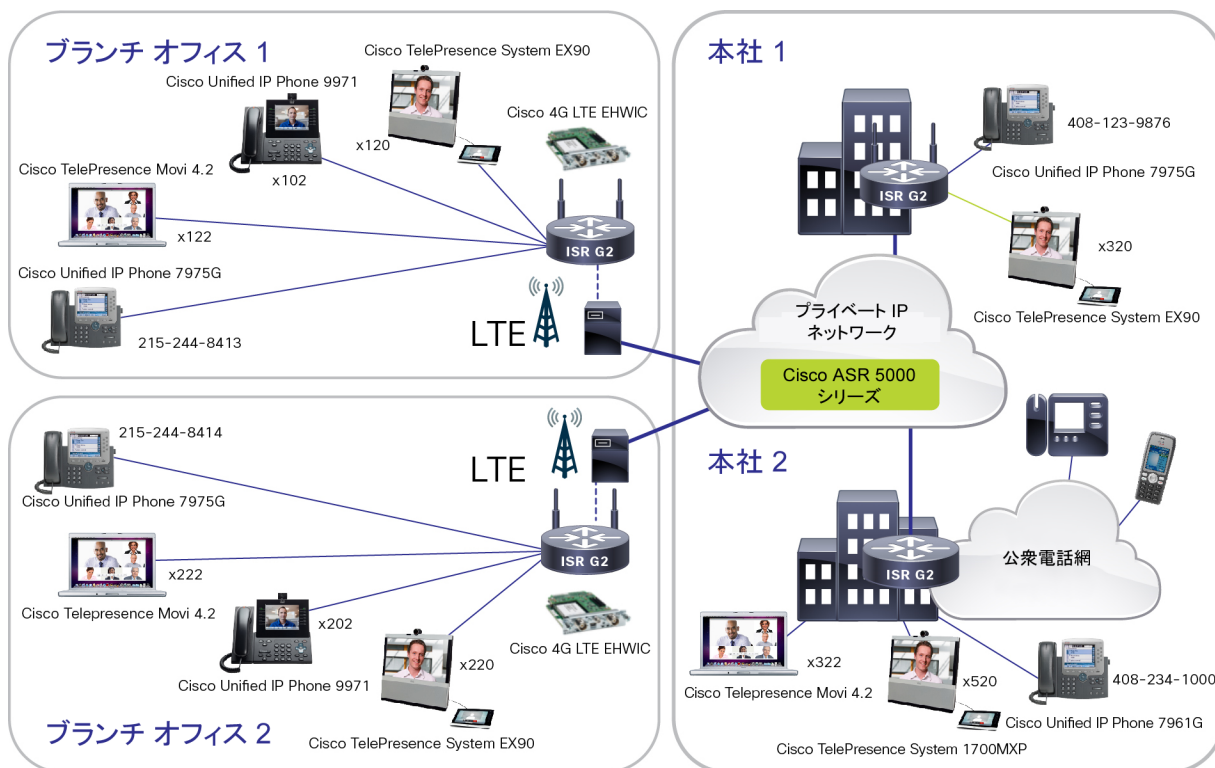 ブランチ オフィス 1
Cisco TelePresence System EX90
Cisco Unified IP Phone 9971
x120
Cisco 4G LTE EHWIC
x102
Cisco TelePresence Movi 4.2
x122
ISR G2
Cisco Unified IP Phone 7975G
215-244-8413
LTE
本社 1
408-123-9876
Cisco Unified IP Phone 7975G
ISR G2
x320
Cisco TelePresence System EX90
プライベート IP
ネットワーク
Cisco ASR 5000
シリーズ
215-244-8414
Cisco Unified IP Phone 7975G
LTE
ISR G2
x222
Cisco Telepresence Movi 4.2
x202
Cisco Unified IP Phone 9971
Cisco 4G LTE EHWIC
x220
Cisco TelePresence System EX90
ブランチ オフィス 2
本社 2
公衆電話網
ISR G2
x322
Cisco Telepresence Movi 4.2
x520
408-234-1000
Cisco Unified IP Phone 7961G
Cisco TelePresence System 1700MXP